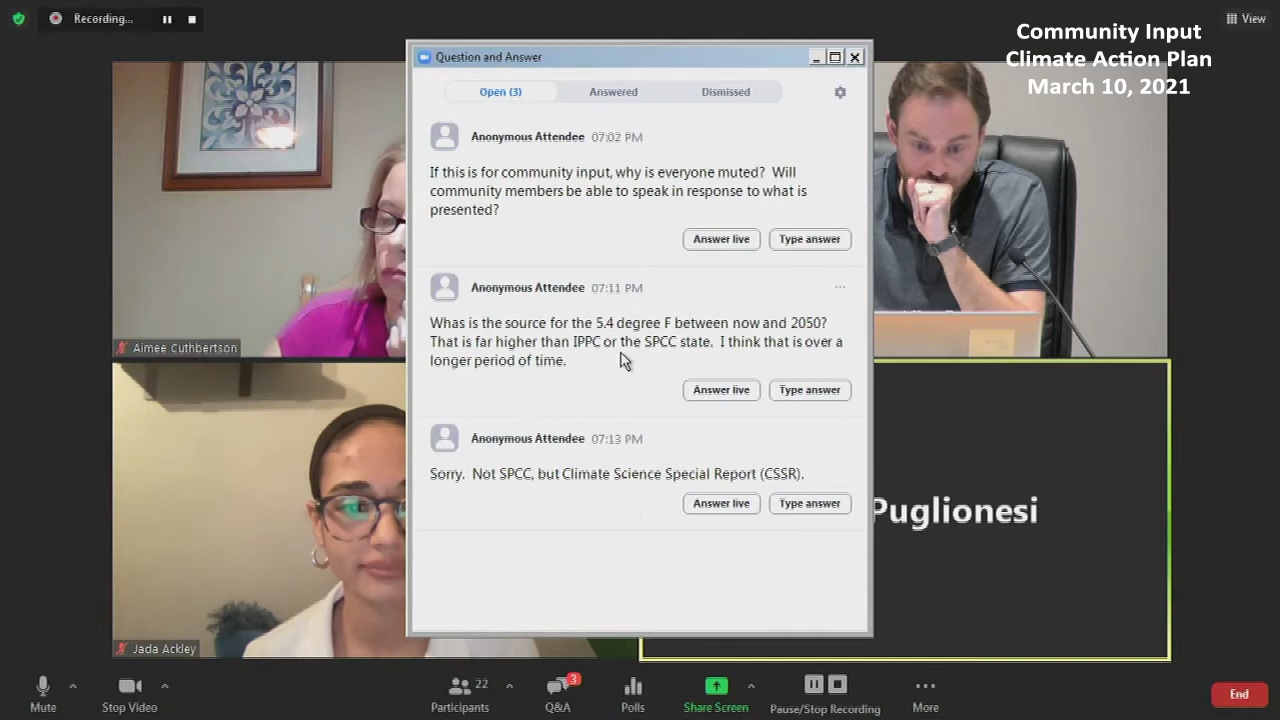 Recording...
View
Community Input
Climate Action Plan
March 10, 2021
Question and Answer
Open (3)
Answered
Dismissed
Anonymous Attendee 07:02 PM
If this is for community input, why is everyone muted? Will
community members be able to speak in response to what is
presented?
Answer live
Type answer
Anonymous Attendee 07:11 PM
...
Whas is the source for the 5.4 degree F between now and 2050?
That is far higher than IPPC or the SPCC state. I think that is over a
longer period of time.
Answer live
Type answer
Anonymous Attendee 07:13 PM
Sorry. Not SPCC, but Climate Science Special Report (CSSR).
Answer live
Type answer
Aimee Cuthbertson
Jada Ackley
Puglionesi
Mute
Stop Video
22
Participants
3
Q&A
Polls
Share Screen
Pause/Stop Recording
More
End